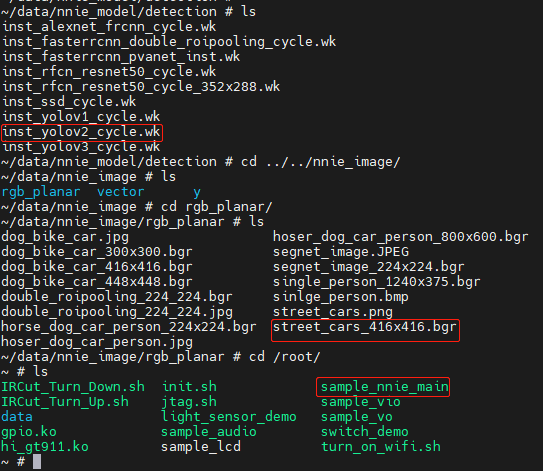 ~/data/nnie_model/detection # ls
inst_alexnet_frcnn_cycle.wk
inst_fasterrcnn_double_roipooling_cycle.wk
inst_fasterrcnn_pvanet_inst.wk
inst_rfcn_resnet50_cycle.wk
inst_rfcn_resnet50_cycle_352x288.wk
inst_ssd_cycle.wk
inst_yolov1_cycle.wk
inst_yolov2_cycle.wk
inst_yolov3_cycle.wk
~/data/nnie_model/detection # cd ../../nnie_image/
~/data/nnie_image # ls
rgb_planar  vector      y
~/data/nnie_image # cd rgb_planar/
~/data/nnie_image/rgb_planar # ls
dog_bike_car.jpg                  hoser_dog_car_person_800x600.bgr
dog_bike_car_300x300.bgr          segnet_image.JPEG
dog_bike_car_416x416.bgr          segnet_image_224x224.bgr
dog_bike_car_448x448.bgr          single_person_1240x375.bgr
double_roipooling_224_224.bgr     sinlge_person.bmp
double_roipooling_224_224.jpg     street_cars.png
horse_dog_car_person_224x224.bgr  street_cars_416x416.bgr
hoser_dog_car_person.jpg
~/data/nnie_image/rgb_planar # cd /root/
~ # ls
IRCut_Turn_Down.sh  init.sh             sample_nnie_main
IRCut_Turn_Up.sh    jtag.sh             sample_vio
data                light_sensor_demo   sample_vo
gpio.ko             sample_audio        switch_demo
hi_gt911.ko         sample_lcd          turn_on_wifi.sh
~ #